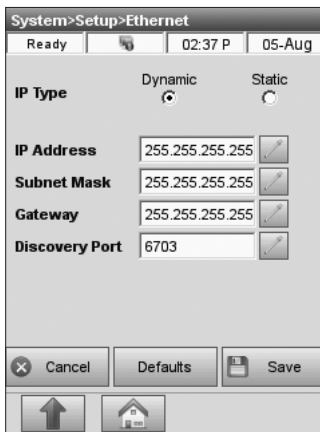 System>Setup>Ethernet
Ready 02:37 P 05-Aug
Dynamic Static
IP Type
IP Address 255.255.255.255
Subnet Mask 255.255.255.255
Gateway 255.255.255.255
Discovery Port 6703
Cancel Defaults Save